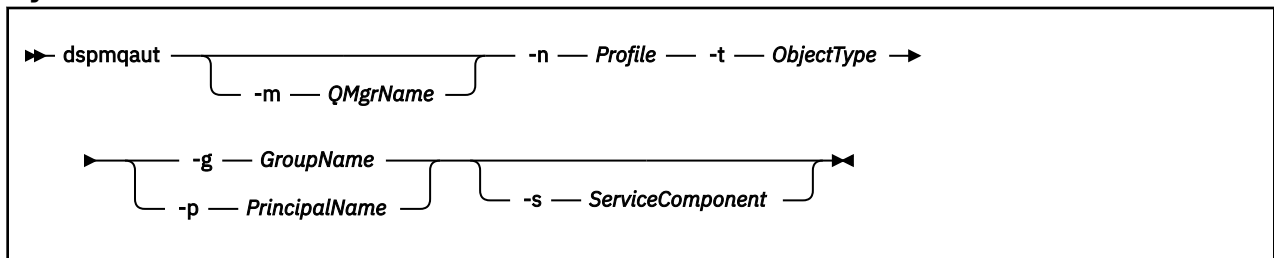 dspmqaut -n Profile -t ObjectType
-m QMgrName
-g GroupName
-p PrincipalName
-s ServiceComponent